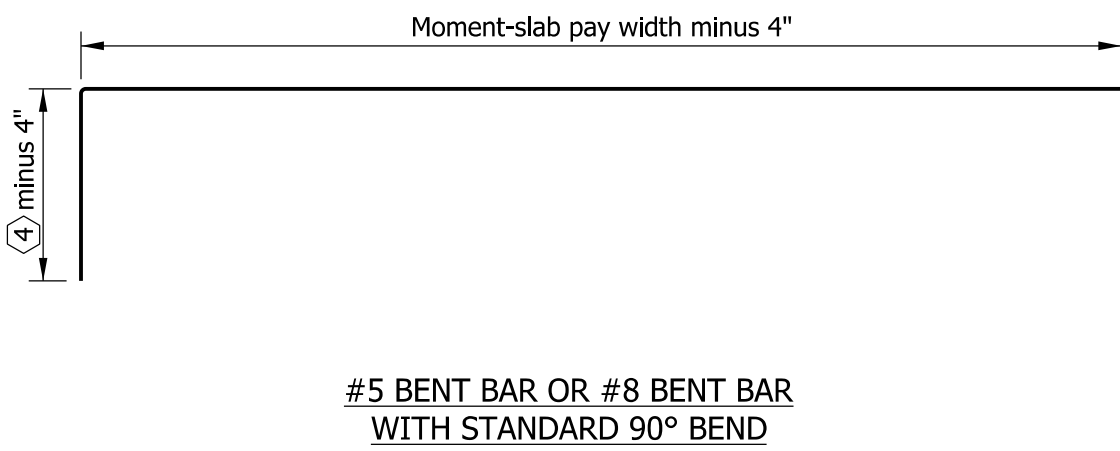 Moment-slab pay width minus 4"
4 minus 4"
#5 BENT BAR OR #8 BENT BAR
WITH STANDARD 90° BEND